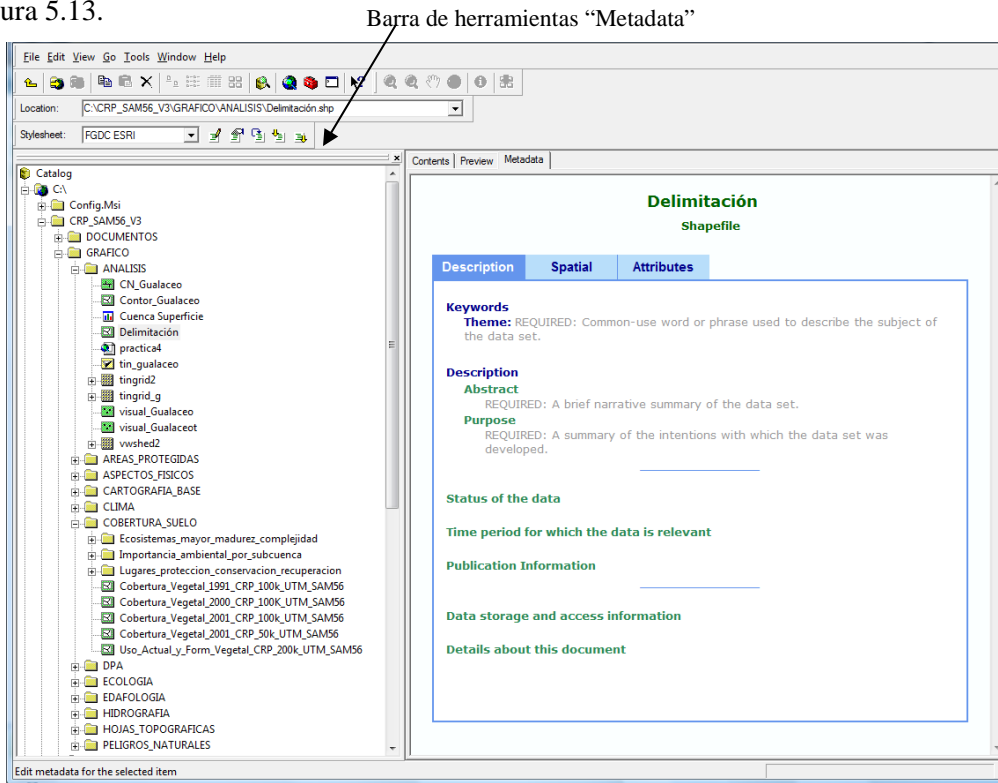 ura 5.13.
Barra de herramientas “Metadata”
File Edit View Go Tools Window Help
Location: C:\CRP_SAM56_V3\GRAFICO\ANALISIS\Delimitación.shp
Stylesheet: FGDC ESRI
Catalog
C:\
Config.Msi
CRP_SAM56_V3
DOCUMENTOS
GRAFICO
ANALISIS
CN_Gualaceo
Contor_Gualaceo
Cuenca Superficie
Delimitación
practica4
tin_gualaceo
tingrid2
tingrid_g
visual_Gualaceo
visual_Gualaceot
vwshed2
AREAS_PROTEGIDAS
ASPECTOS_FISICOS
CARTOGRAFIA_BASE
CLIMA
COBERTURA_SUELO
Ecosistemas_mayor_madurez_complejidad
Importancia_ambiental_por_subcuenca
Lugares_proteccion_conservacion_recuperacion
Cobertura_Vegetal_1991_CRP_100k_UTM_SAM56
Cobertura_Vegetal_2000_CRP_100K_UTM_SAM56
Cobertura_Vegetal_2001_CRP_100k_UTM_SAM56
Cobertura_Vegetal_2001_CRP_50k_UTM_SAM56
Uso_Actual_y_Form_Vegetal_CRP_200k_UTM_SAM56
DPA
ECOLOGIA
EDAFOLOGIA
HIDROGRAFIA
HOJAS_TOPOGRAFICAS
PELIGROS_NATURALES
Contents Preview Metadata
Delimitación
Shapefile
Description Spatial Attributes
Keywords
Theme: REQUIRED: Common-use word or phrase used to describe the subject of
the data set.
Description
Abstract
REQUIRED: A brief narrative summary of the data set.
Purpose
REQUIRED: A summary of the intentions with which the data set was
developed.
Status of the data
Time period for which the data is relevant
Publication Information
Data storage and access information
Details about this document
Edit metadata for the selected item